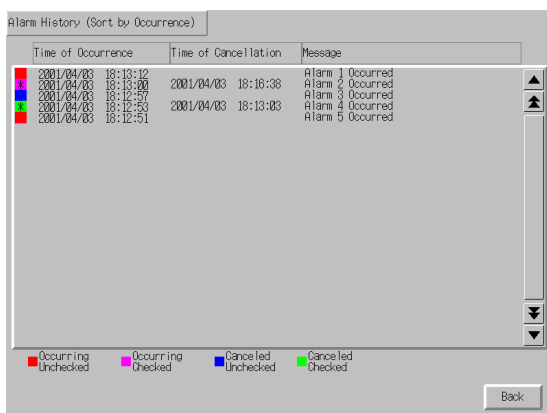 Alarm History (Sort by Occurrence)
Time of Occurrence Time of Cancellation Message
2001/04/03 18:13:12 Alarm 1 Occurred
* 2001/04/03 18:13:00 2001/04/03 18:16:38 Alarm 2 Occurred
2001/04/03 18:12:57 Alarm 3 Occurred
* 2001/04/03 18:12:53 2001/04/03 18:13:03 Alarm 4 Occurred
2001/04/03 18:12:51 Alarm 5 Occurred
Occurring Occurring Canceled Canceled
Unchecked Checked Unchecked Checked
Back